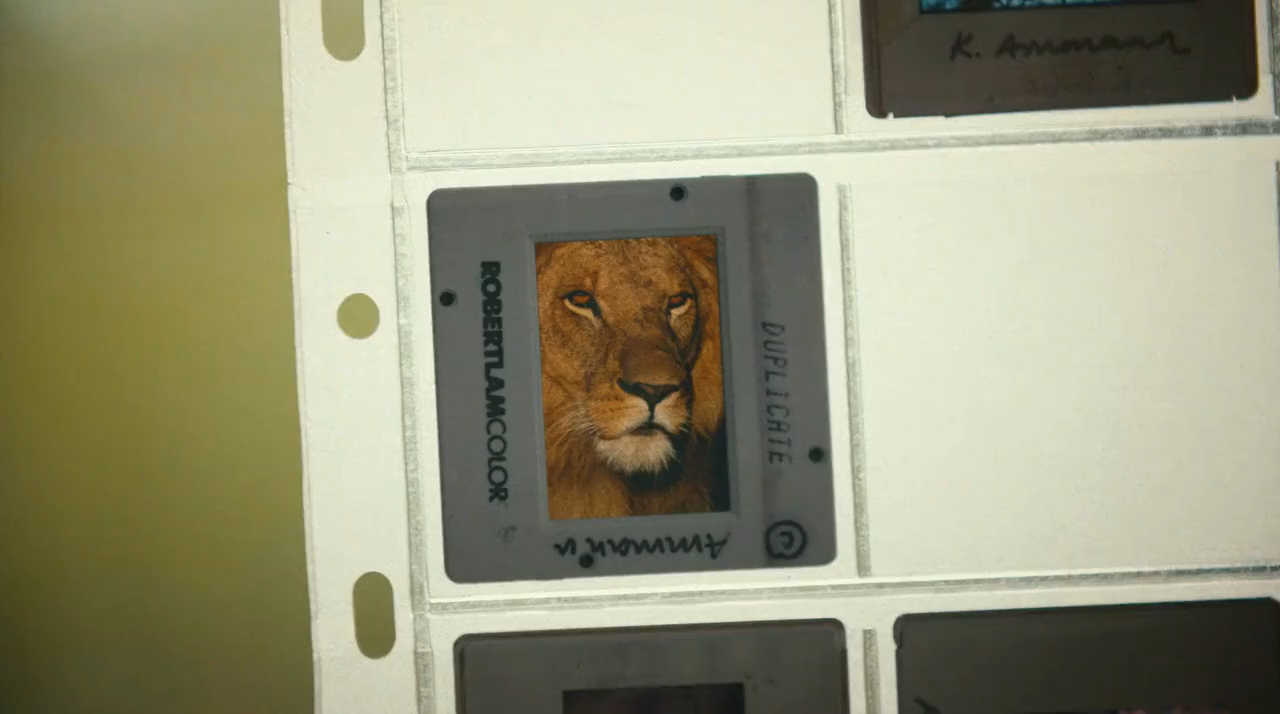 K. Ammann
ROBERTLAMCOLOR
DUPLICATE
Ammann
©